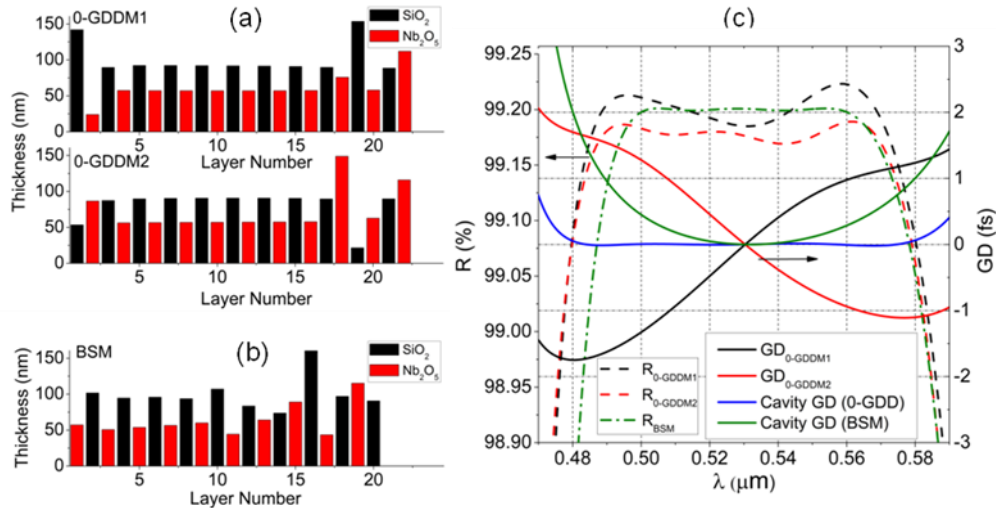 0-GDDM1
(a)
SiO₂
Nb₂O₅
150
100
50
0
5 10 15 20
Layer Number
0-GDDM2
150
100
50
0
5 10 15 20
Layer Number
Thickness (nm)
BSM
(b)
SiO₂
Nb₂O₅
150
100
50
0
5 10 15 20
Layer Number
Thickness (nm)
(c)
99.25
99.20
99.15
99.10
99.05
99.00
98.95
98.90
R (%)
3
2
1
0
-1
-2
-3
GD (fs)
R0-GDDM1
R0-GDDM2
RBSM
GD0-GDDM1
GD0-GDDM2
Cavity GD (0-GDD)
Cavity GD (BSM)
0.48 0.50 0.52 0.54 0.56 0.58
λ (μm)